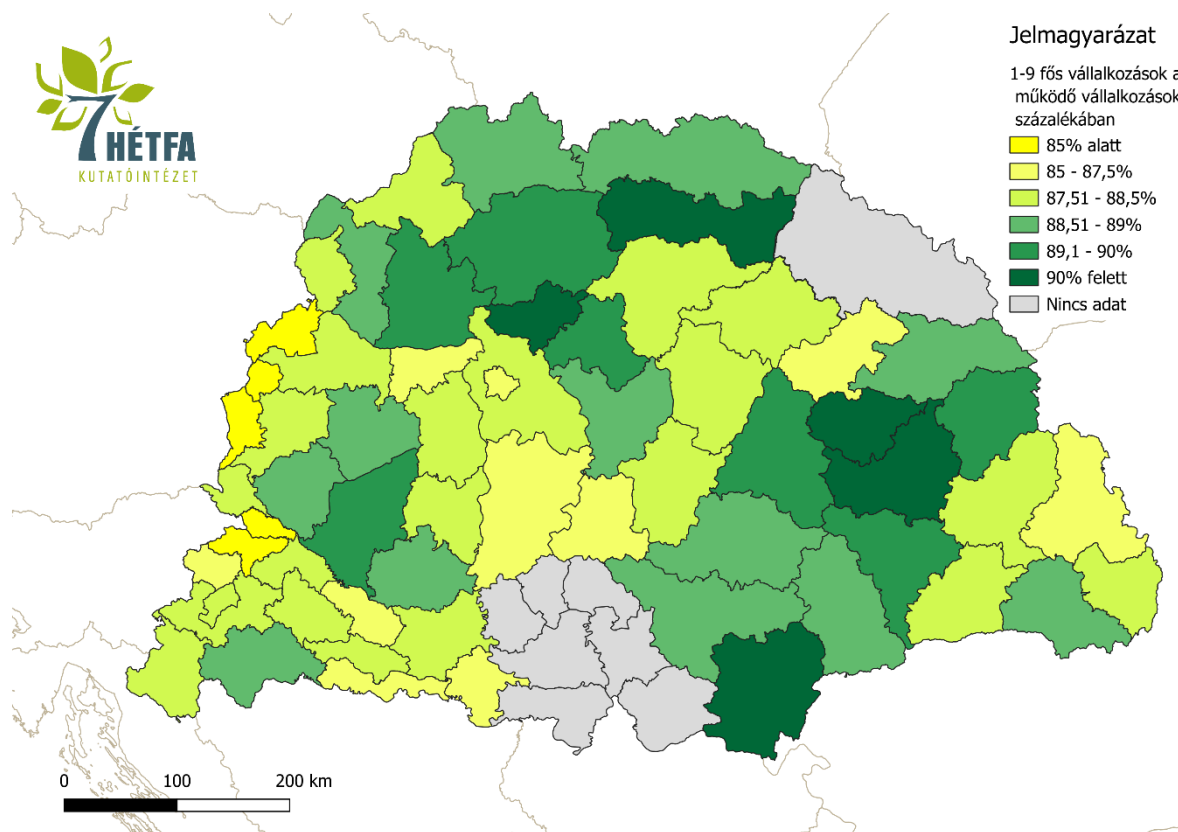 7 HÉTFA
KUTATÓINTÉZET
Jelmagyarázat
1-9 fős vállalkozások a
működő vállalkozások
százalékában
85% alatt
85 - 87,5%
87,51 - 88,5%
88,51 - 89%
89,1 - 90%
90% felett
Nincs adat
0 100 200 km